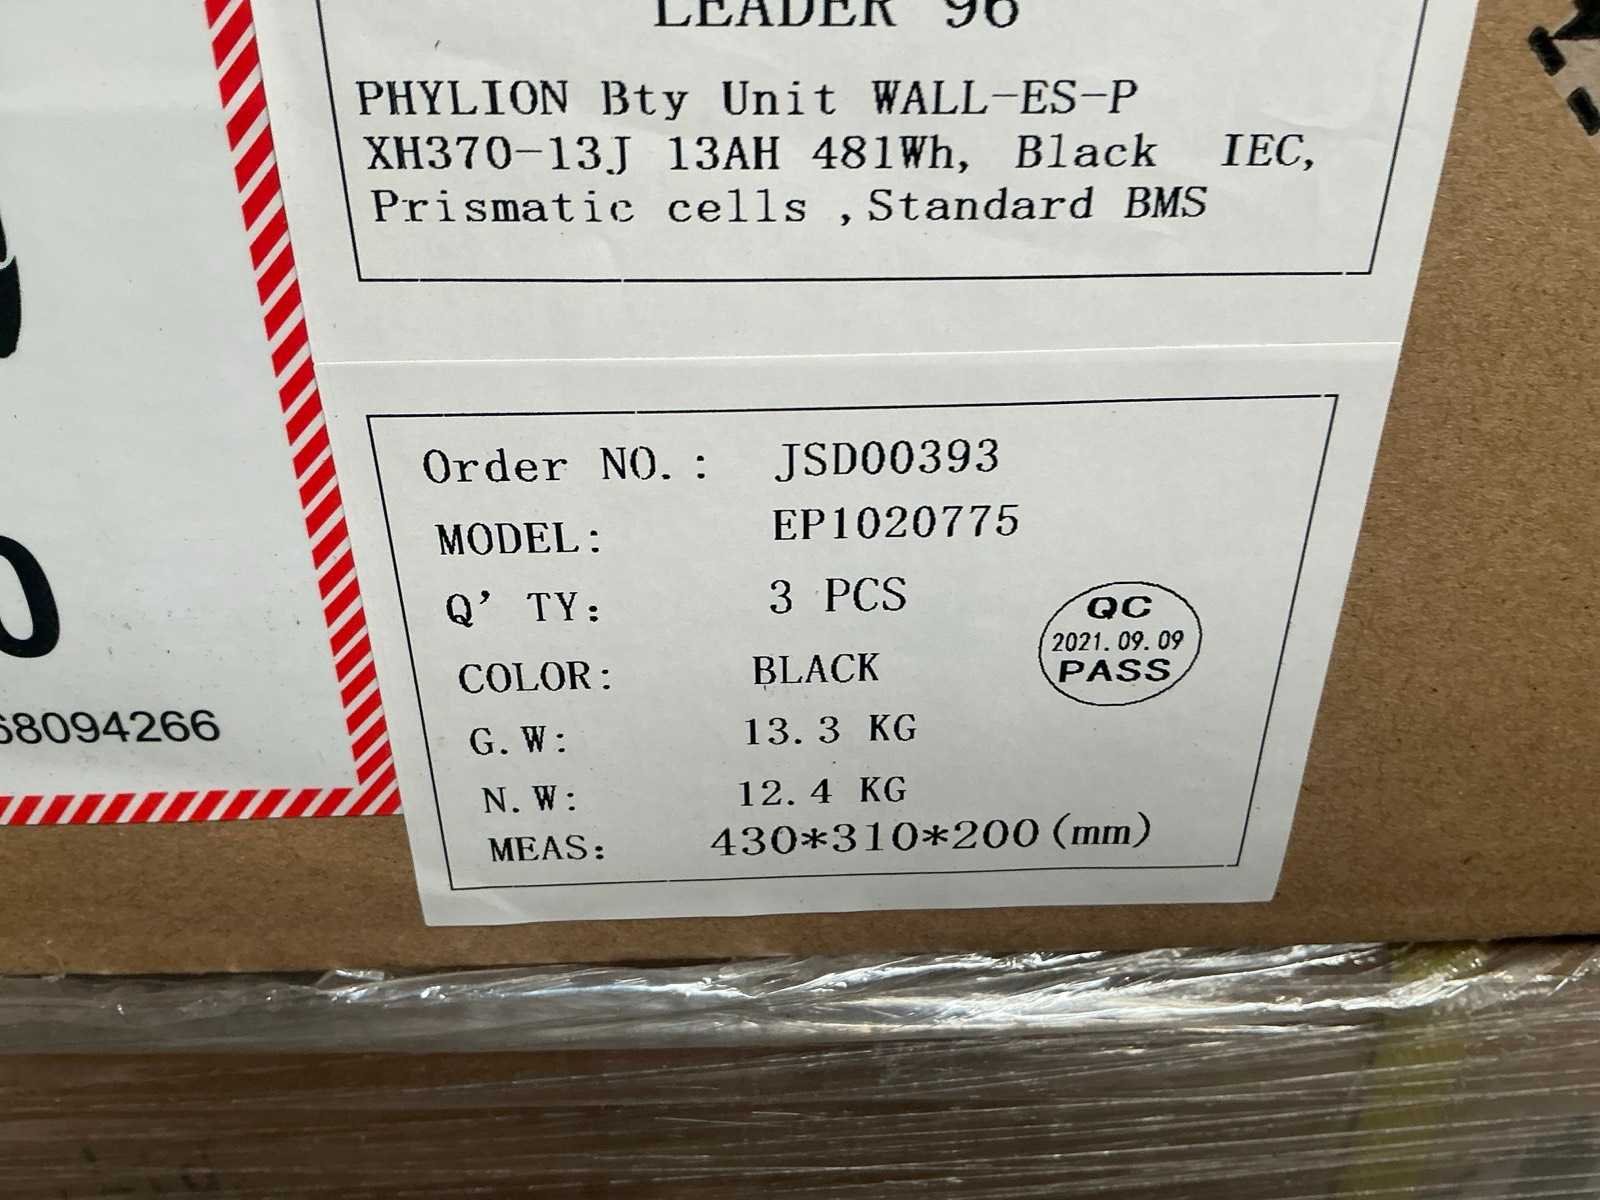 LEADER 96
PHYLION Bty Unit WALL-ES-P
XH370-13J 13AH 481Wh, Black IEC,
Prismatic cells ,Standard BMS
Order NO.: JSD00393
MODEL: EP1020775
Q' TY: 3 PCS
COLOR: BLACK
G.W: 13.3 KG
N.W: 12.4 KG
MEAS: 430*310*200(mm)
QC
2021.09.09
PASS
68094266